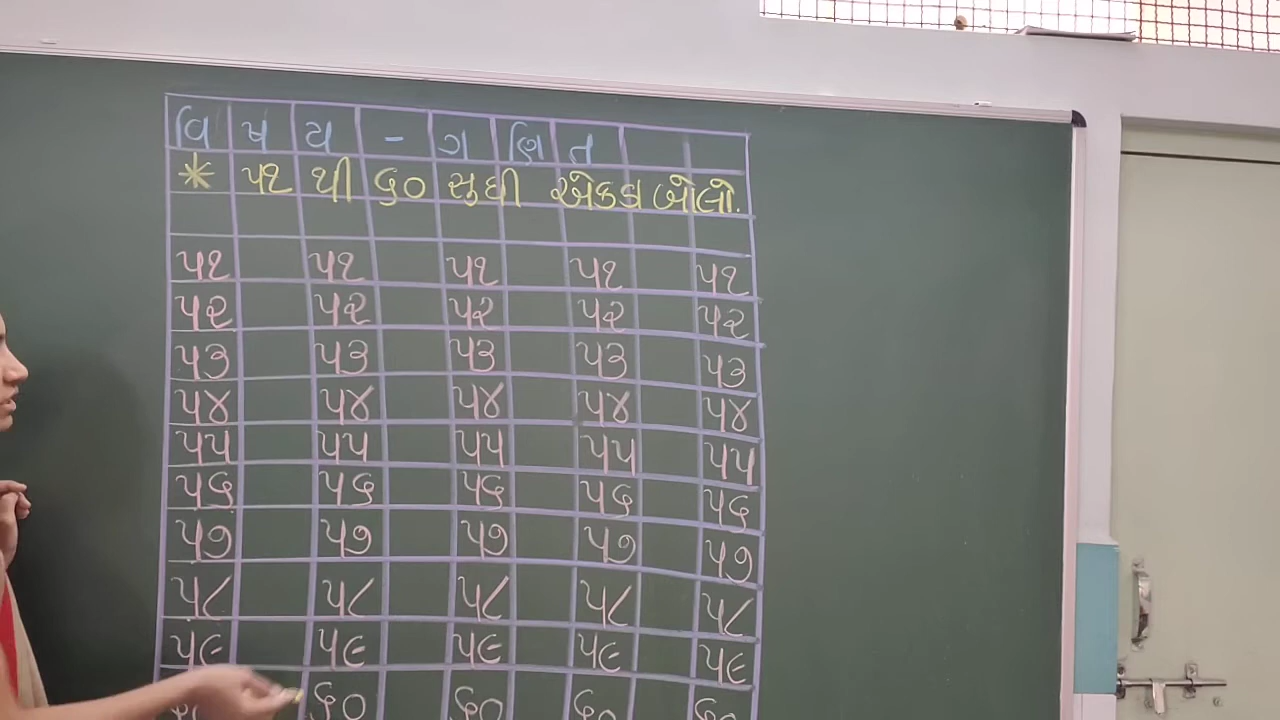 વિષય - ગણિત
* ૫૧ થી ૬૦ સુધી એકડા બોલો.
૫૧ ૫૧ ૫૧ ૫૧ ૫૧
૫૨ ૫૨ ૫૨ ૫૨ ૫૨
૫૩ ૫૩ ૫૩ ૫૩ ૫૩
૫૪ ૫૪ ૫૪ ૫૪ ૫૪
૫૫ ૫૫ ૫૫ ૫૫ ૫૫
૫૬ ૫૬ ૫૬ ૫૬ ૫૬
૫૭ ૫૭ ૫૭ ૫૭ ૫૭
૫૮ ૫૮ ૫૮ ૫૮ ૫૮
૫૯ ૫૯ ૫૯ ૫૯ ૫૯
૬૦ ૬૦ ૬૦ ૬૦